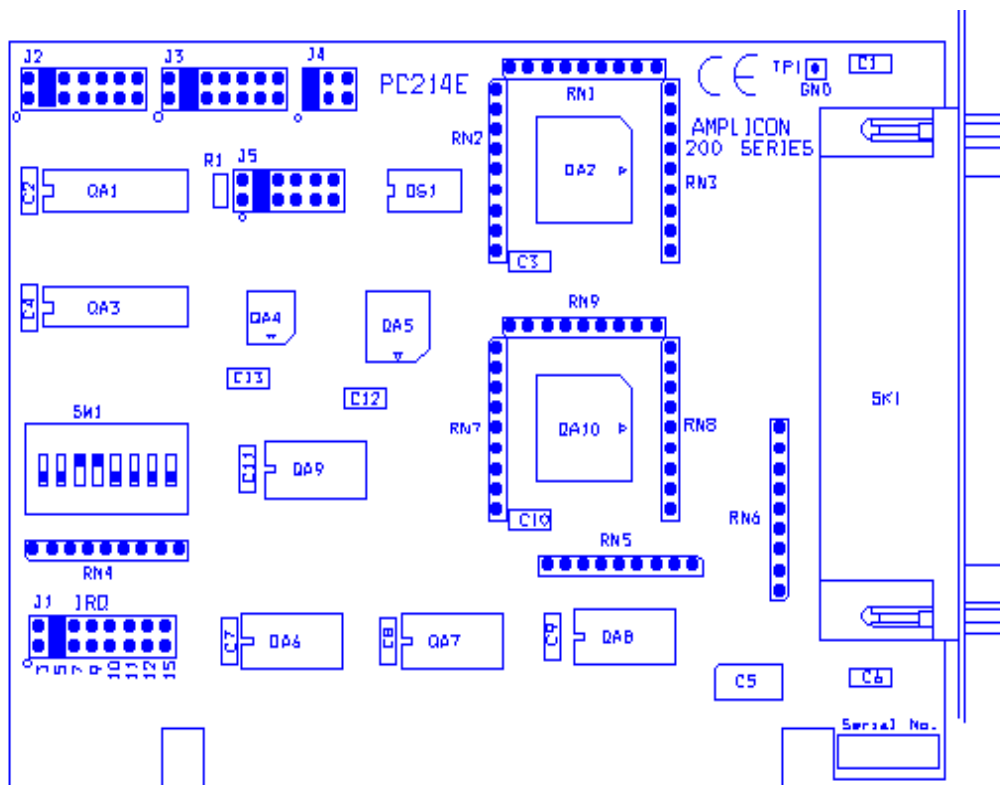 J2
J3
J4
PC214E
RN1
TP1
GND
C1
RN2
AMPLICON
200 SERIES
C2
QA1
R1
J5
OS1
QA2
RN3
C3
C4
QA3
QA4
QA5
RN9
C13
C12
SW1
C11
QA9
RN7
QA10
RN8
SK1
C10
RN6
RN4
RN5
J1 IRQ
3 5 7 9 10 11 12 15
C7
QA6
C8
QA7
C9
QA8
C5
C6
Serial No.